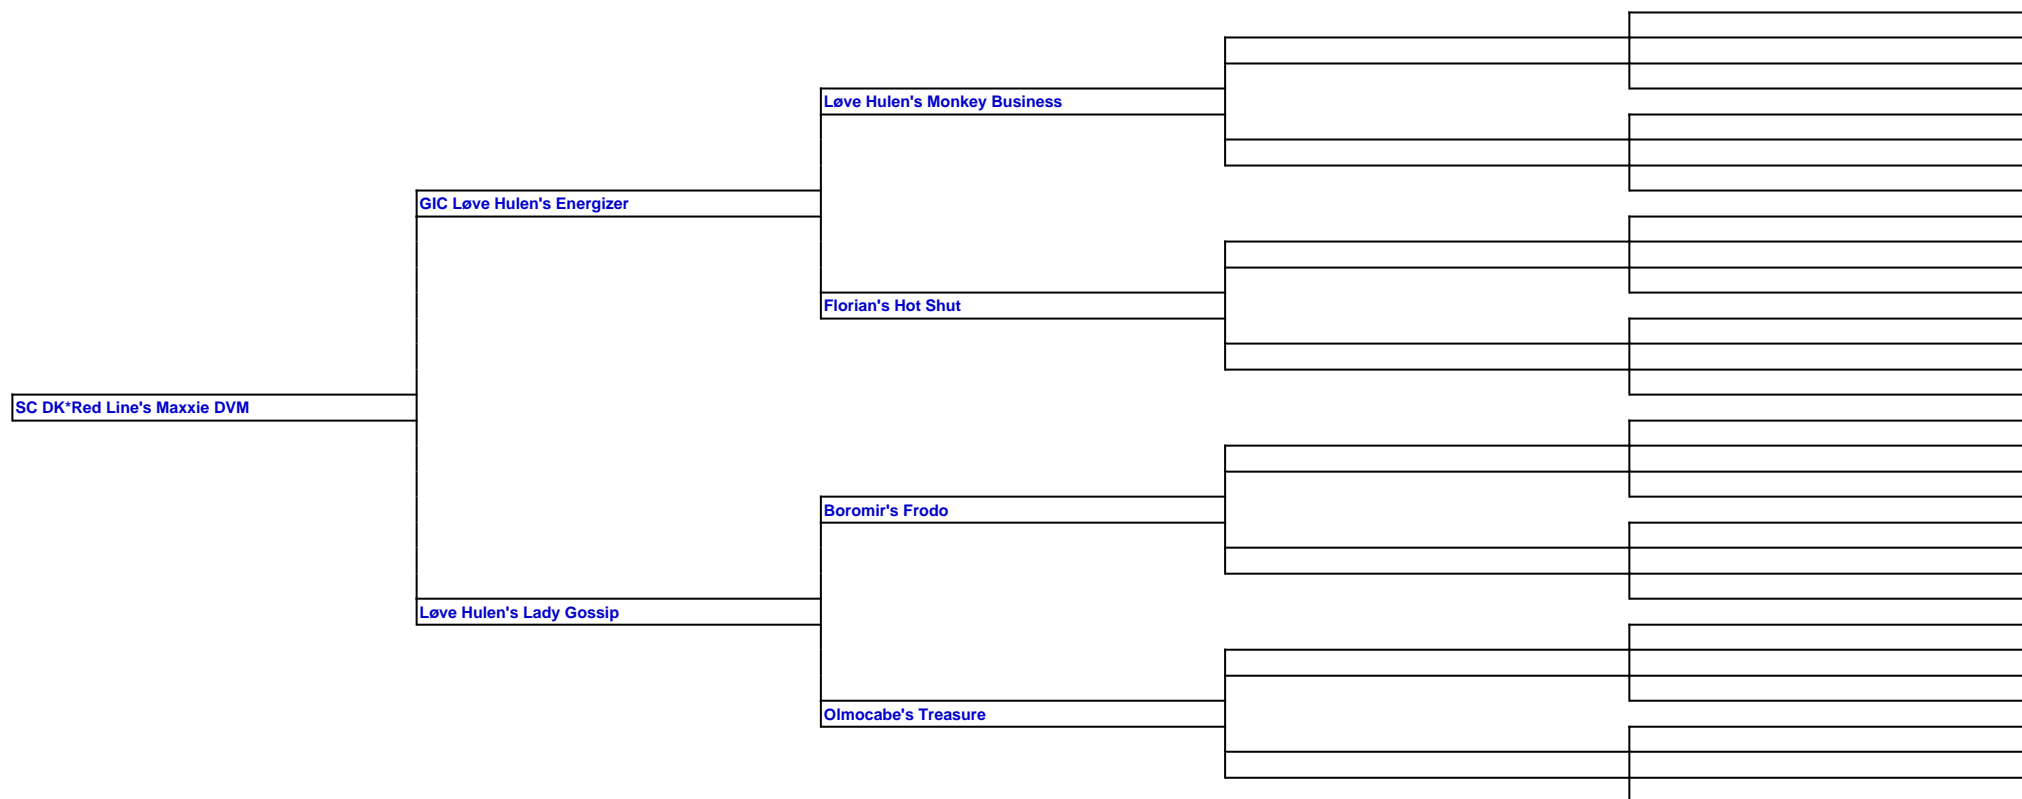 Løve Hulen's Monkey Business
GIC Løve Hulen's Energizer
Florian's Hot Shut
SC DK*Red Line's Maxxie DVM
Boromir's Frodo
Løve Hulen's Lady Gossip
Olmocabe's Treasure